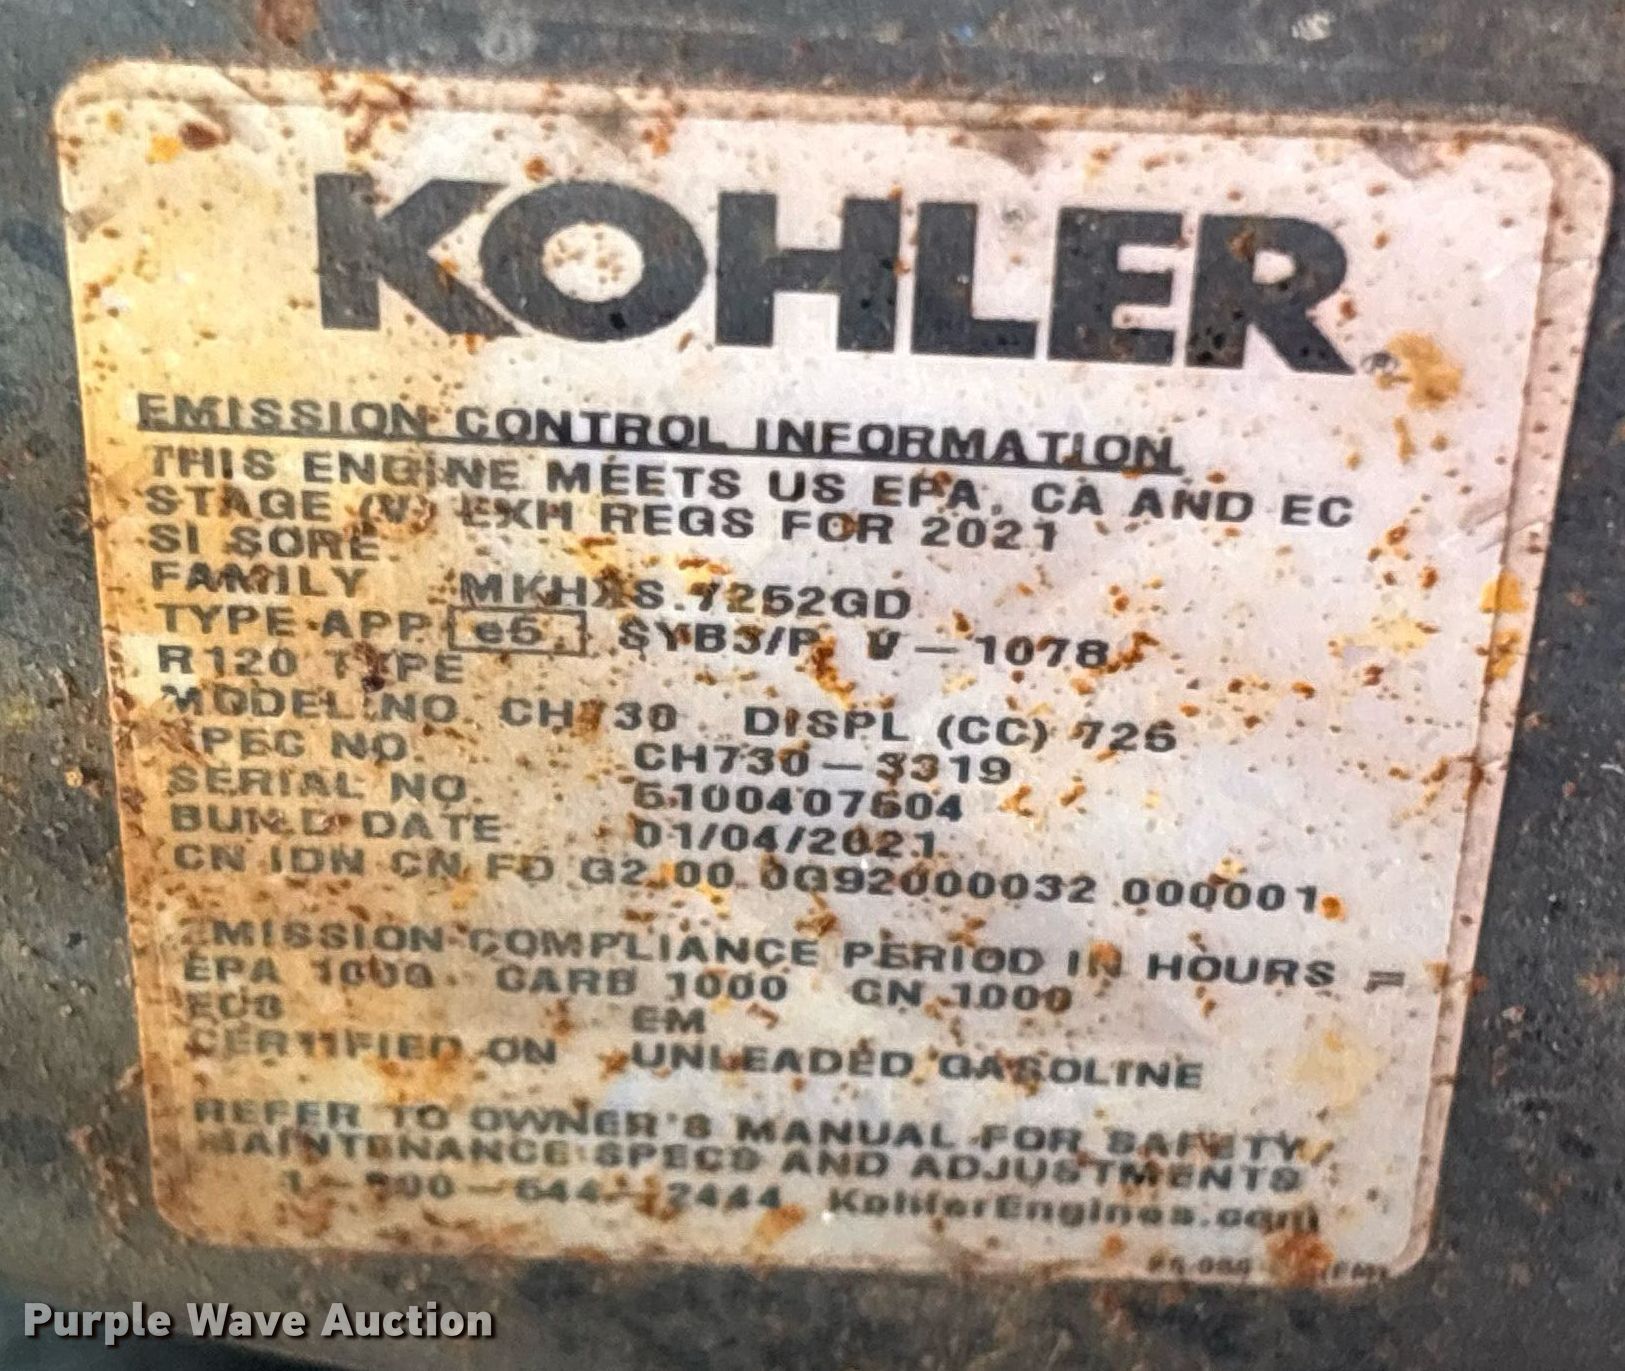 KOHLER®
EMISSION CONTROL INFORMATION
THIS ENGINE MEETS US EPA, CA AND EC
STAGE (V) EXH REGS FOR 2021
SI SORE
FAMILY MKHXS.7252GD
TYPE APP e5 SYB3/P V-1078
R120 TYPE
MODEL NO. CH730 DISPL (CC) 725
SPEC NO. CH730-3319
SERIAL NO.
BUILD DATE 01/04/2021
CN IDN CN FD G2 00 0G92000032 000001
EMISSION COMPLIANCE PERIOD IN HOURS =
EPA 1000 CARB 1000 CN 1000
ECS EM
CERTIFIED ON UNLEADED GASOLINE
REFER TO OWNER'S MANUAL FOR SAFETY,
MAINTENANCE SPECS AND ADJUSTMENTS
1-800-544-2444 KohlerEngines.com
Purple Wave Auction